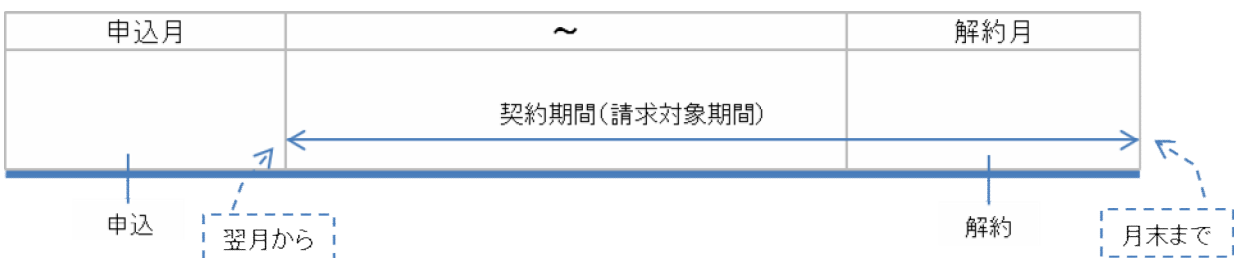 申込月
～
解約月
契約期間(請求対象期間)
申込
翌月から
解約
月末まで